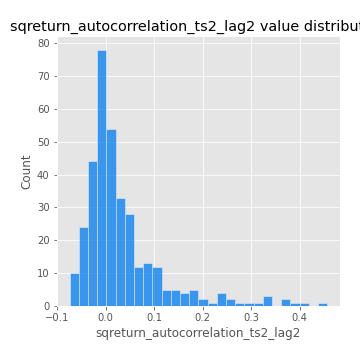 sqreturn_autocorrelation_ts2_lag2 value distribut
80
70
60
50
40
30
20
10
0
Count
−0.1 0.0 0.1 0.2 0.3 0.4
sqreturn_autocorrelation_ts2_lag2